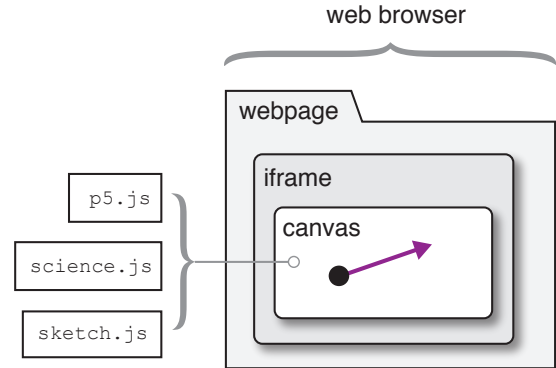 web browser
webpage
iframe
canvas
p5.js
science.js
sketch.js